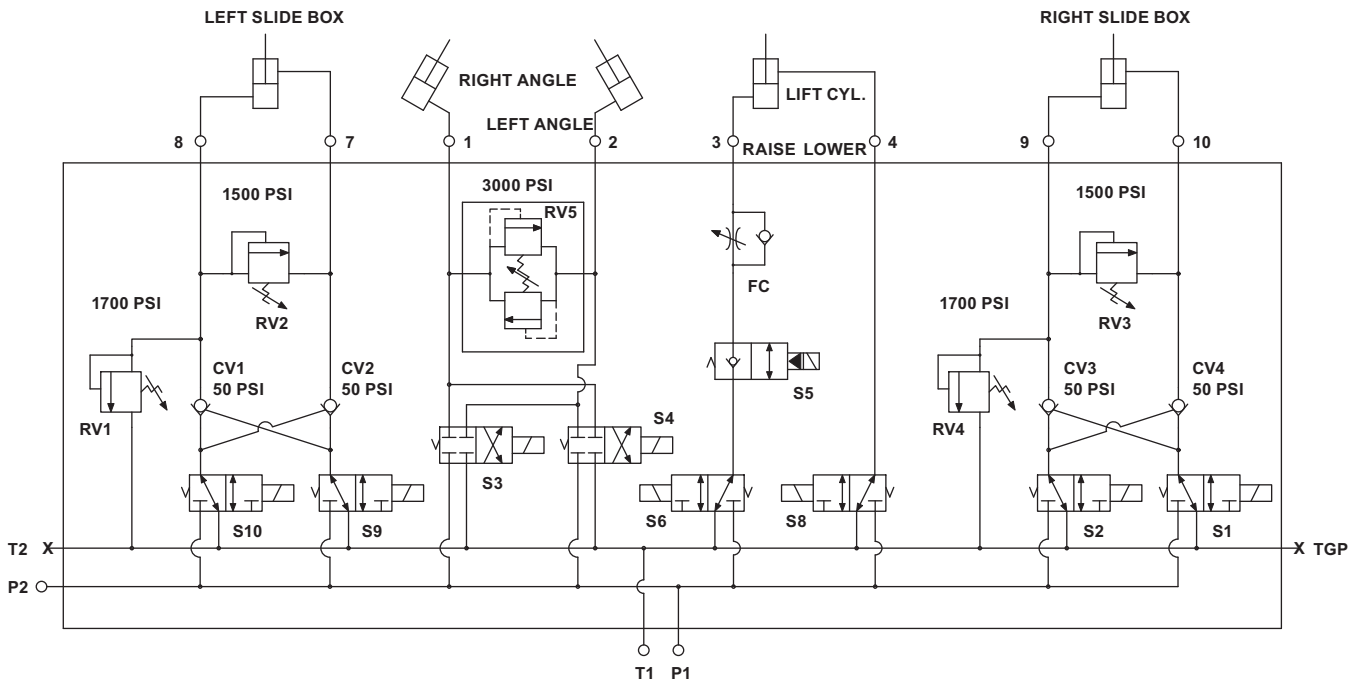 LEFT SLIDE BOX
RIGHT SLIDE BOX
RIGHT ANGLE
LIFT CYL.
LEFT ANGLE
8
7
1
2
3
RAISE LOWER
4
9
10
1500 PSI
3000 PSI
RV5
1500 PSI
FC
1700 PSI
RV2
1700 PSI
RV3
CV1
50 PSI
CV2
50 PSI
S5
CV3
50 PSI
CV4
50 PSI
RV1
S4
RV4
S3
S10
S9
S6
S8
S2
S1
T2 X
X TGP
P2
T1 P1